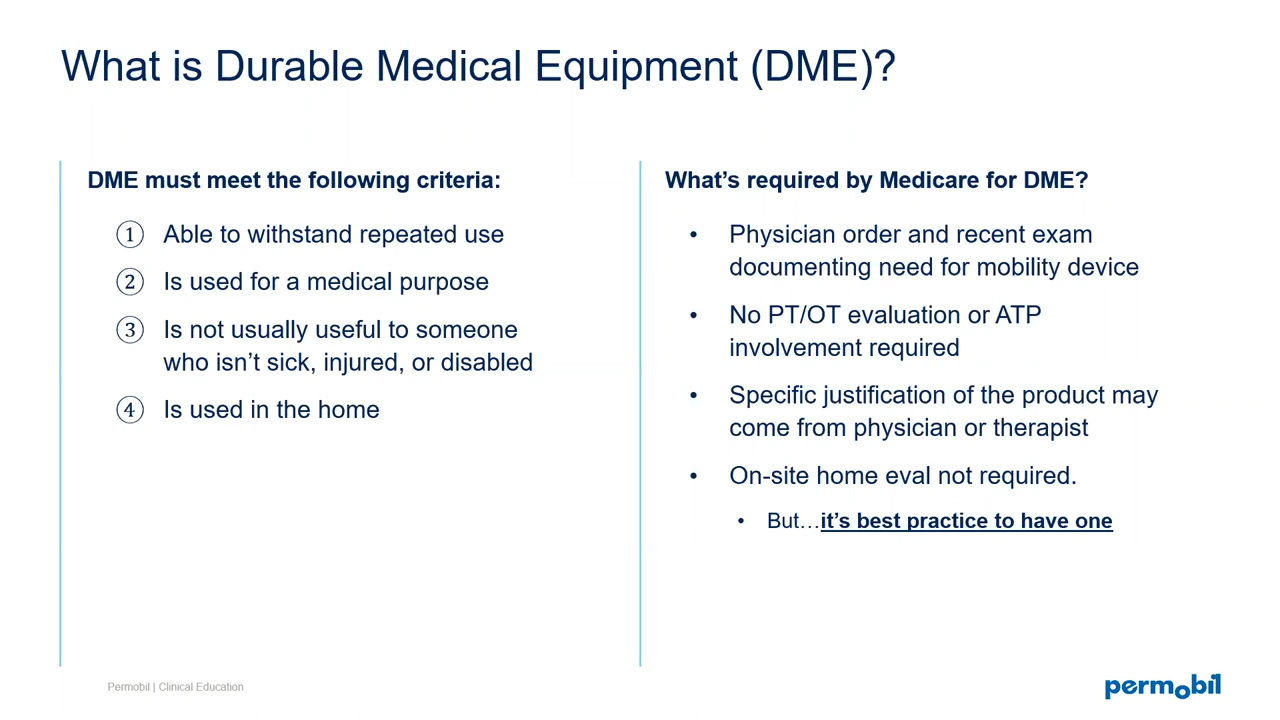 What is Durable Medical Equipment (DME)?
DME must meet the following criteria:
① Able to withstand repeated use
② Is used for a medical purpose
③ Is not usually useful to someone
who isn’t sick, injured, or disabled
④ Is used in the home
What’s required by Medicare for DME?
• Physician order and recent exam
documenting need for mobility device
• No PT/OT evaluation or ATP
involvement required
• Specific justification of the product may
come from physician or therapist
• On-site home eval not required.
• But…it’s best practice to have one
Permobil | Clinical Education
permobil